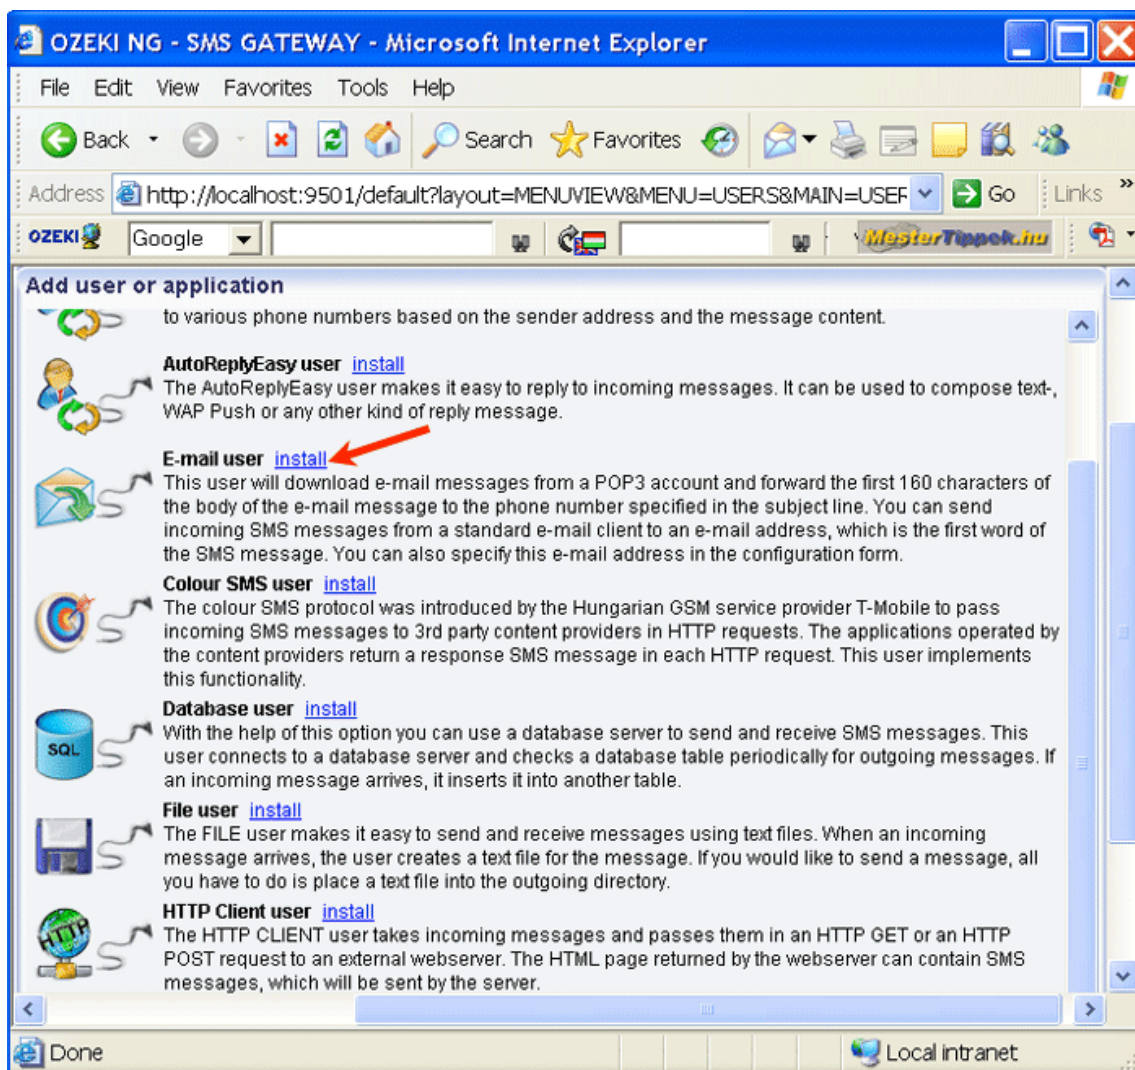 OZEKI NG - SMS GATEWAY - Microsoft Internet Explorer
File Edit View Favorites Tools Help
Back Search Favorites
Address http://localhost:9501/default?layout=MENUVIEW&MENU=USERS&MAIN=USER Go Links »
OZEKI Google MesterTippek.hu
Add user or application
to various phone numbers based on the sender address and the message content.
AutoReplyEasy user install
The AutoReplyEasy user makes it easy to reply to incoming messages. It can be used to compose text-,
WAP Push or any other kind of reply message.
E-mail user install
This user will download e-mail messages from a POP3 account and forward the first 160 characters of
the body of the e-mail message to the phone number specified in the subject line. You can send
incoming SMS messages from a standard e-mail client to an e-mail address, which is the first word of
the SMS message. You can also specify this e-mail address in the configuration form.
Colour SMS user install
The colour SMS protocol was introduced by the Hungarian GSM service provider T-Mobile to pass
incoming SMS messages to 3rd party content providers in HTTP requests. The applications operated by
the content providers return a response SMS message in each HTTP request. This user implements
this functionality.
Database user install
SQL
With the help of this option you can use a database server to send and receive SMS messages. This
user connects to a database server and checks a database table periodically for outgoing messages. If
an incoming message arrives, it inserts it into another table.
File user install
The FILE user makes it easy to send and receive messages using text files. When an incoming
message arrives, the user creates a text file for the message. If you would like to send a message, all
you have to do is place a text file into the outgoing directory.
HTTP Client user install
HTTP
The HTTP CLIENT user takes incoming messages and passes them in an HTTP GET or an HTTP
POST request to an external webserver. The HTML page returned by the webserver can contain SMS
messages, which will be sent by the server.
Done Local intranet